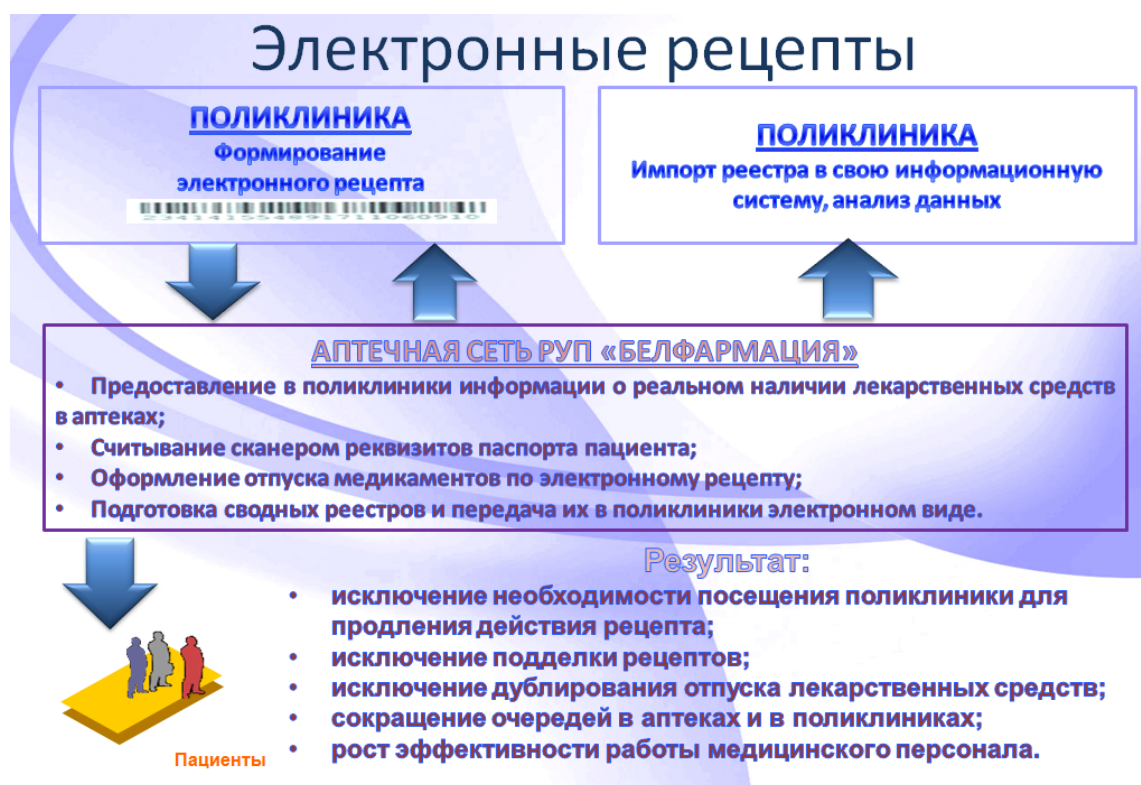 Электронные рецепты
ПОЛИКЛИНИКА
Формирование
электронного рецепта
ПОЛИКЛИНИКА
Импорт реестра в свою информационную
систему, анализ данных
АПТЕЧНАЯ СЕТЬ РУП «БЕЛФАРМАЦИЯ»
• Предоставление в поликлиники информации о реальном наличии лекарственных средств
в аптеках;
• Считывание сканером реквизитов паспорта пациента;
• Оформление отпуска медикаментов по электронному рецепту;
• Подготовка сводных реестров и передача их в поликлиники электронном виде.
Результат:
• исключение необходимости посещения поликлиники для
продления действия рецепта;
• исключение подделки рецептов;
• исключение дублирования отпуска лекарственных средств;
• сокращение очередей в аптеках и в поликлиниках;
• рост эффективности работы медицинского персонала.
Пациенты